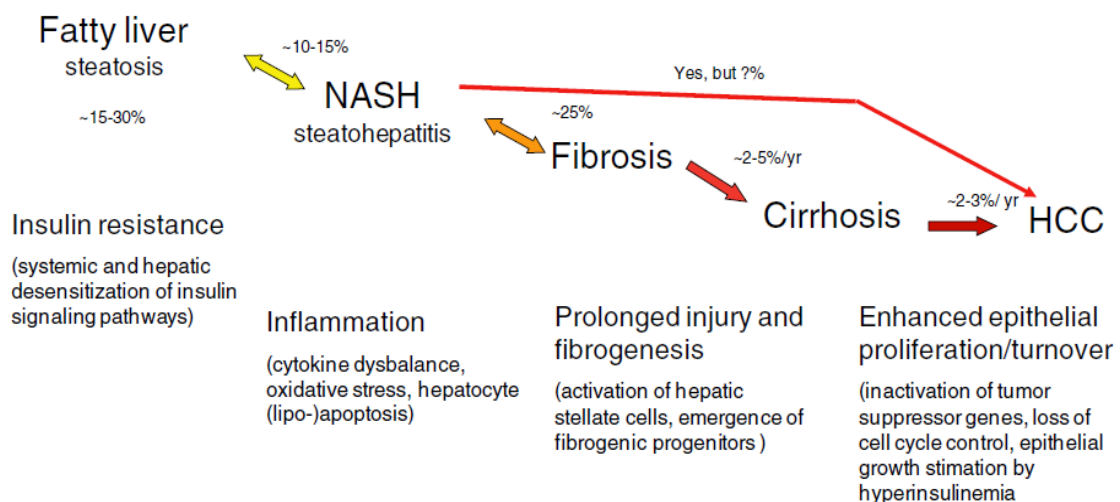 Fatty liver
steatosis
~15-30%
~10-15%
NASH
steatohepatitis
Yes, but ?%
~25%
Fibrosis
~2-5%/yr
Cirrhosis
~2-3%/ yr
HCC
Insulin resistance
(systemic and hepatic
desensitization of insulin
signaling pathways)
Inflammation
(cytokine dysbalance,
oxidative stress, hepatocyte
(lipo-)apoptosis)
Prolonged injury and
fibrogenesis
(activation of hepatic
stellate cells, emergence of
fibrogenic progenitors )
Enhanced epithelial
proliferation/turnover
(inactivation of tumor
suppressor genes, loss of
cell cycle control, epithelial
growth stimation by
hyperinsulinemia